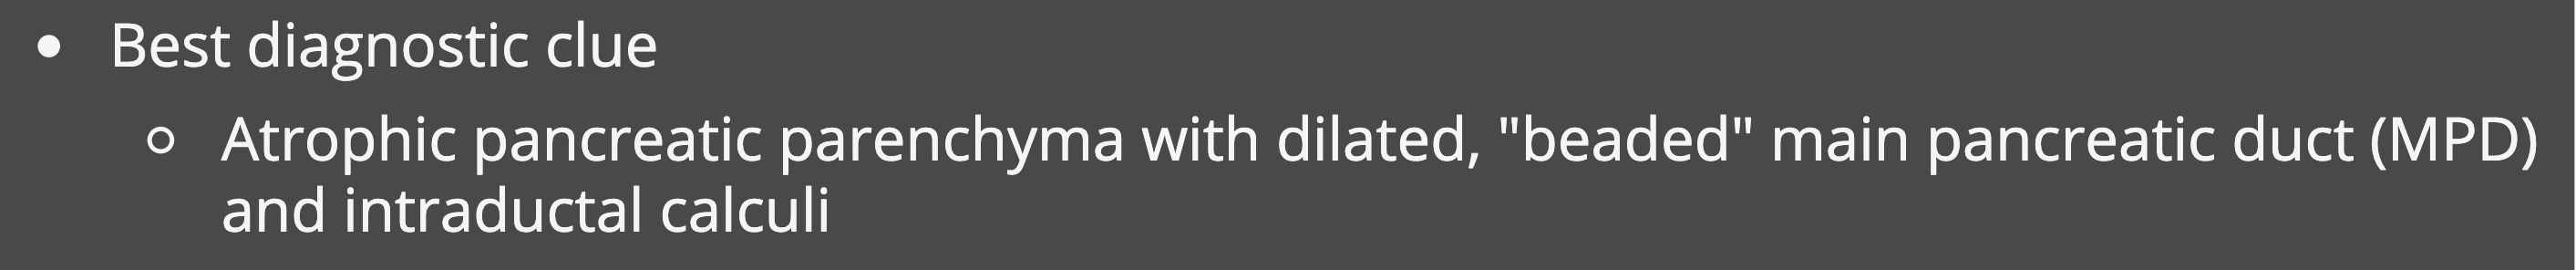 • Best diagnostic clue
○ Atrophic pancreatic parenchyma with dilated, "beaded" main pancreatic duct (MPD)
and intraductal calculi